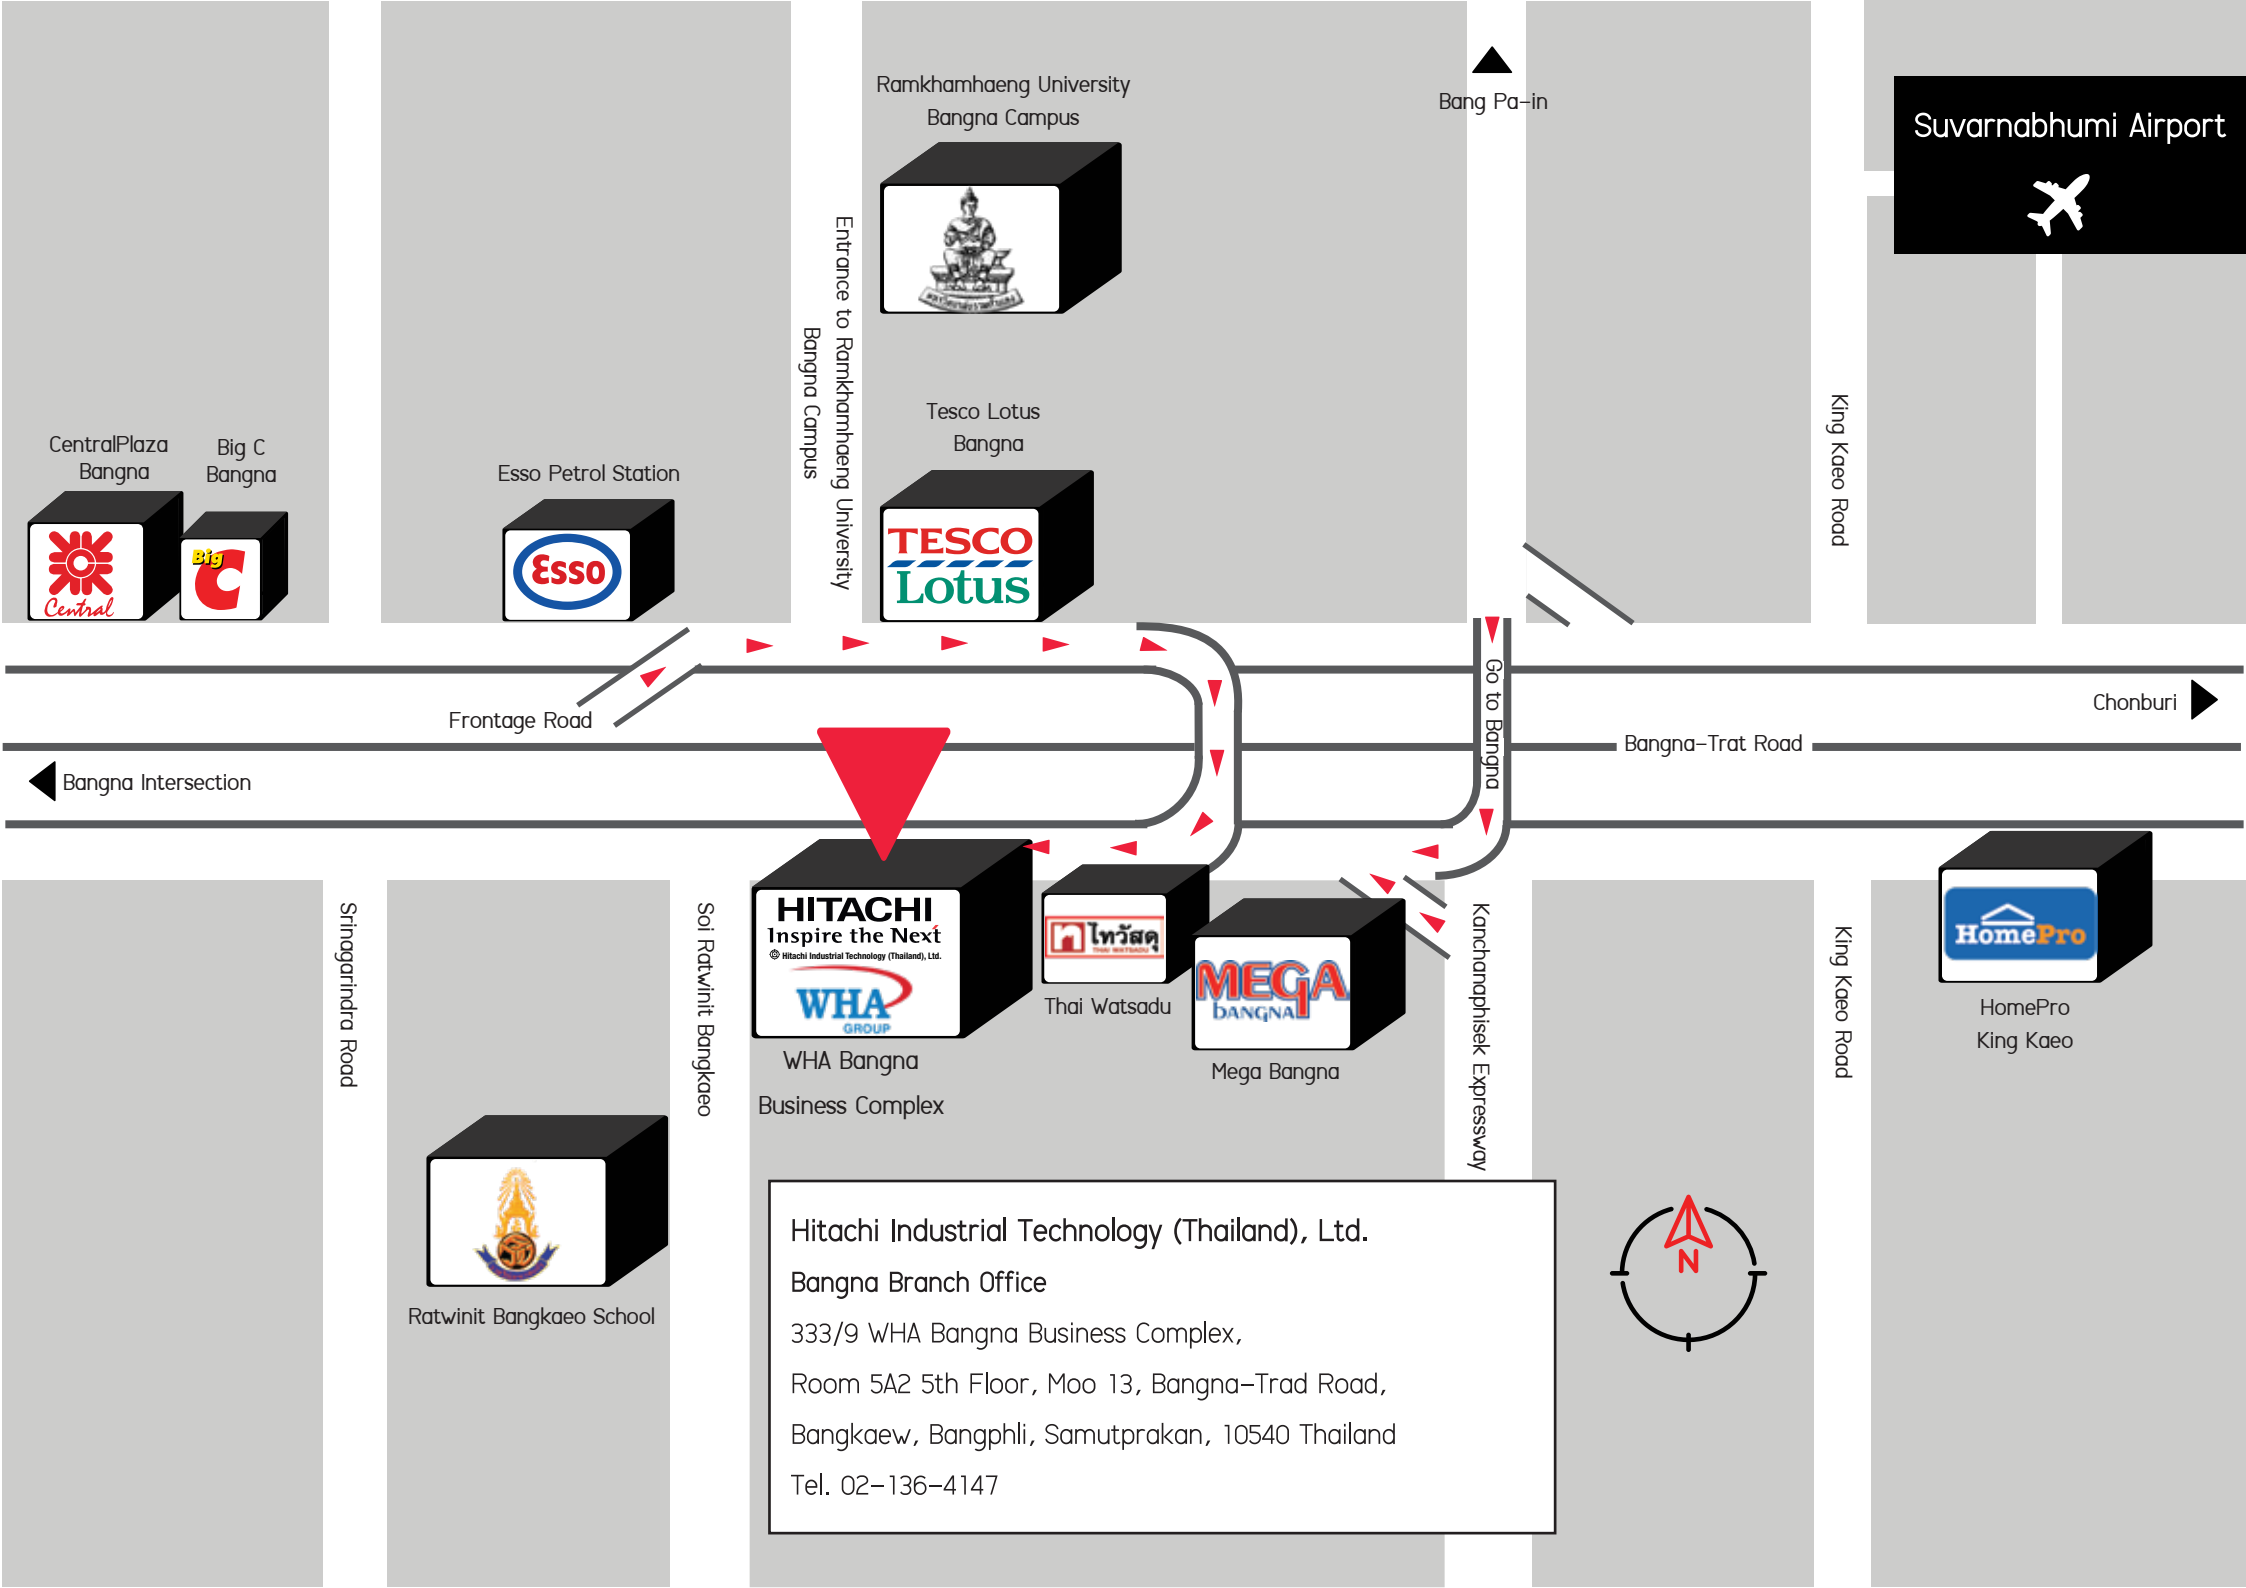 Ramkhamhaeng University
Bangna Campus
Bang Pa-in
Suvarnabhumi Airport
Entrance to Ramkhamhaeng University
Bangna Campus
King Kaeo Road
CentralPlaza
Bangna
Central
Big C
Bangna
Big
C
Esso Petrol Station
Esso
Tesco Lotus
Bangna
TESCO
Lotus
Frontage Road
Go to Bangna
Chonburi
Bangna-Trat Road
Bangna Intersection
Srinagarindra Road
Soi Ratwinit Bangkaeo
HITACHI
Inspire the Next
Hitachi Industrial Technology (Thailand), Ltd.
WHA
GROUP
WHA Bangna
Business Complex
ไทวัสดุ
THAI WATSADU
Thai Watsadu
MEGA
BANGNA
Mega Bangna
Kanchanaphisek Expressway
King Kaeo Road
HomePro
HomePro
King Kaeo
Ratwinit Bangkaeo School
Hitachi Industrial Technology (Thailand), Ltd.
Bangna Branch Office
333/9 WHA Bangna Business Complex,
Room 5A2 5th Floor, Moo 13, Bangna-Trad Road,
Bangkaew, Bangphli, Samutprakan, 10540 Thailand
Tel. 02-136-4147
N